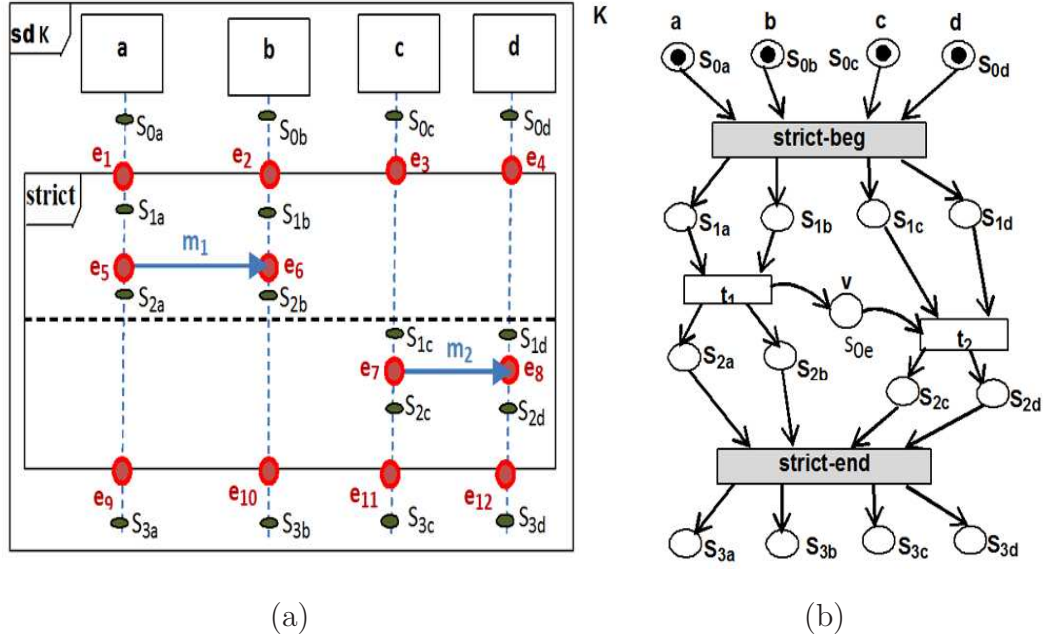 sd K
a b c d
S0a S0b S0c S0d
e1 e2 e3 e4
strict
S1a S1b
m1
e5 e6
S2a S2b
S1c S1d
m2
e7 e8
S2c S2d
e9 e10 e11 e12
S3a S3b S3c S3d
(a)
K
a b c d
S0a S0b S0c S0d
strict-beg
S1a S1b S1c S1d
v
t1
S0e
t2
S2a S2b
S2c S2d
strict-end
S3a S3b S3c S3d
(b)